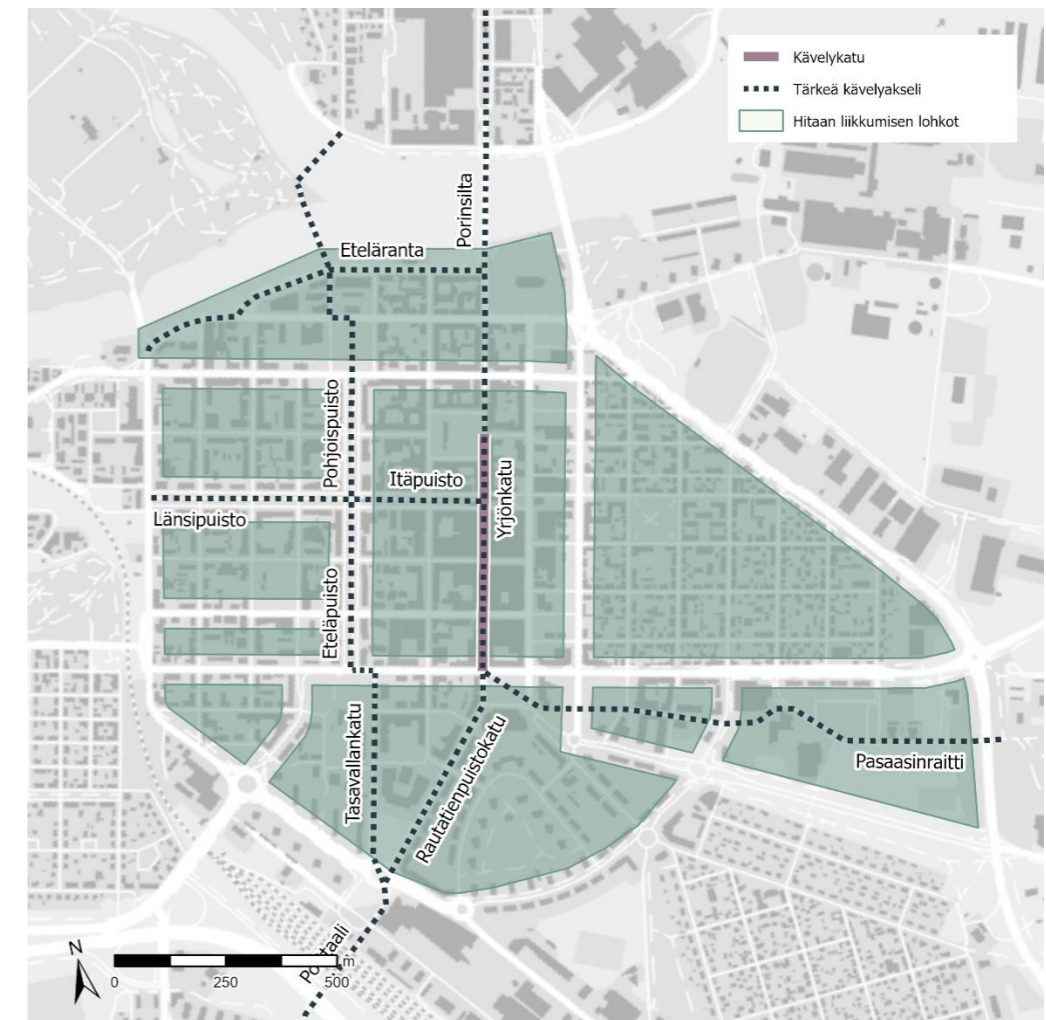 Kävelykatu
Tärkeä kävelyakseli
Hitaan liikkumisen lohkot
Porinsilta
Eteläranta
Pohjoispuisto
Itäpuisto
Yrjönkatu
Länsipuisto
Eteläpuisto
Tasavallankatu
Rautatienpuistokatu
Pasaasinraitti
Porttaali
N
m
0 250 500